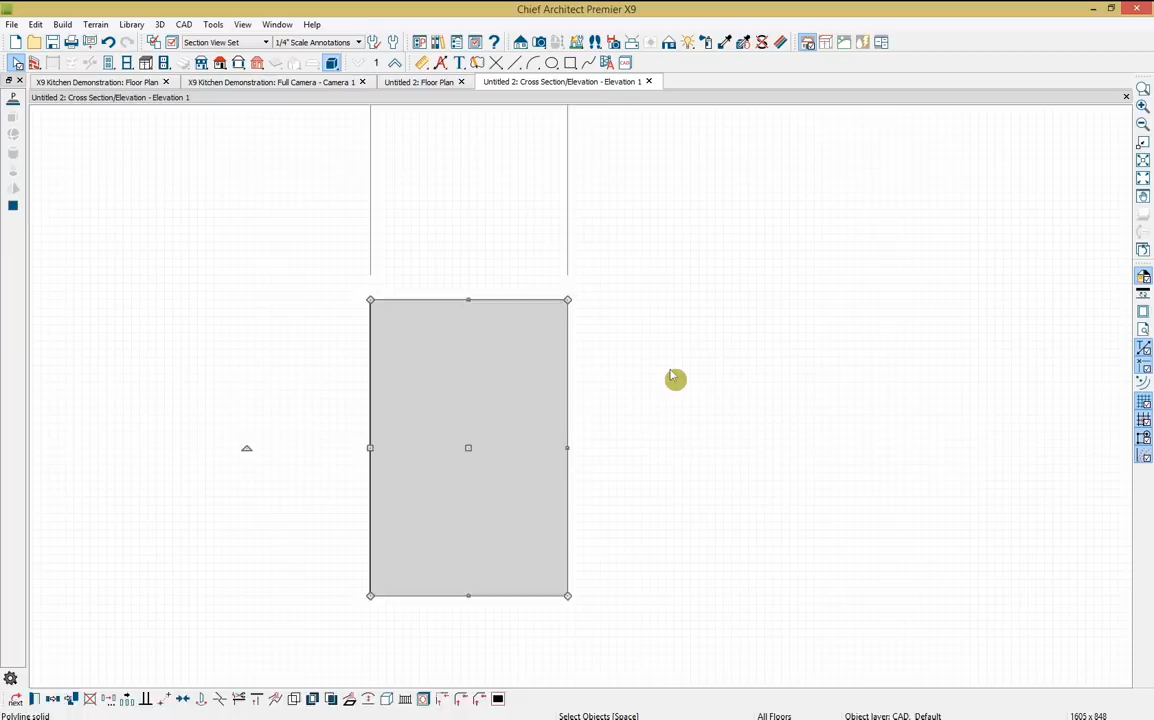 Chief Architect Premier X9
File Edit Build Terrain Library 3D CAD Tools View Window Help
Section View Set 1/4" Scale Annotations
1
X9 Kitchen Demonstration: Floor Plan X9 Kitchen Demonstration: Full Camera - Camera 1 Untitled 2: Floor Plan Untitled 2: Cross Section/Elevation - Elevation 1
Untitled 2: Cross Section/Elevation - Elevation 1
next
Polyline solid Select Objects [Space] All Floors Object layer: CAD, Default 1605 x 848